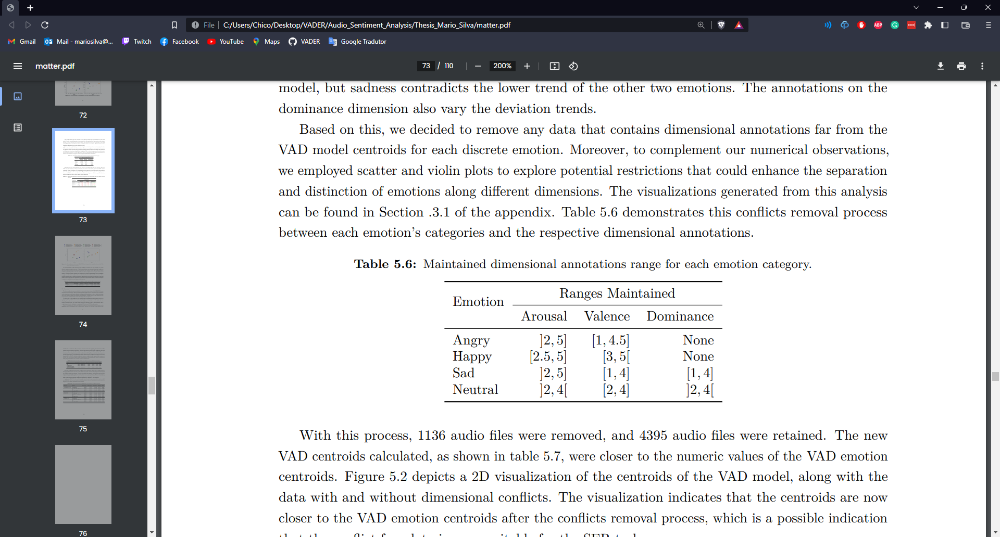 File
C:/Users/Chico/Desktop/VADER/Audio_Sentiment_Analysis/Thesis_Mario_Silva/matter.pdf
ABP
Gmail
Mail - mariosilva@...
Twitch
Facebook
YouTube
Maps
VADER
Google Tradutor
matter.pdf
73 / 110
200%
72
73
74
75
76
model, but sadness contradicts the lower trend of the other two emotions. The annotations on the
dominance dimension also vary the deviation trends.
Based on this, we decided to remove any data that contains dimensional annotations far from the
VAD model centroids for each discrete emotion. Moreover, to complement our numerical observations,
we employed scatter and violin plots to explore potential restrictions that could enhance the separation
and distinction of emotions along different dimensions. The visualizations generated from this analysis
can be found in Section .3.1 of the appendix. Table 5.6 demonstrates this conflicts removal process
between each emotion's categories and the respective dimensional annotations.
Table 5.6: Maintained dimensional annotations range for each emotion category.
Emotion Ranges Maintained
Arousal Valence Dominance
Angry ]2, 5] [1, 4.5] None
Happy [2.5, 5] [3, 5[ None
Sad ]2, 5] [1, 4] [1, 4]
Neutral ]2, 4[ [2, 4] ]2, 4[
With this process, 1136 audio files were removed, and 4395 audio files were retained. The new
VAD centroids calculated, as shown in table 5.7, were closer to the numeric values of the VAD emotion
centroids. Figure 5.2 depicts a 2D visualization of the centroids of the VAD model, along with the
data with and without dimensional conflicts. The visualization indicates that the centroids are now
closer to the VAD emotion centroids after the conflicts removal process, which is a possible indication